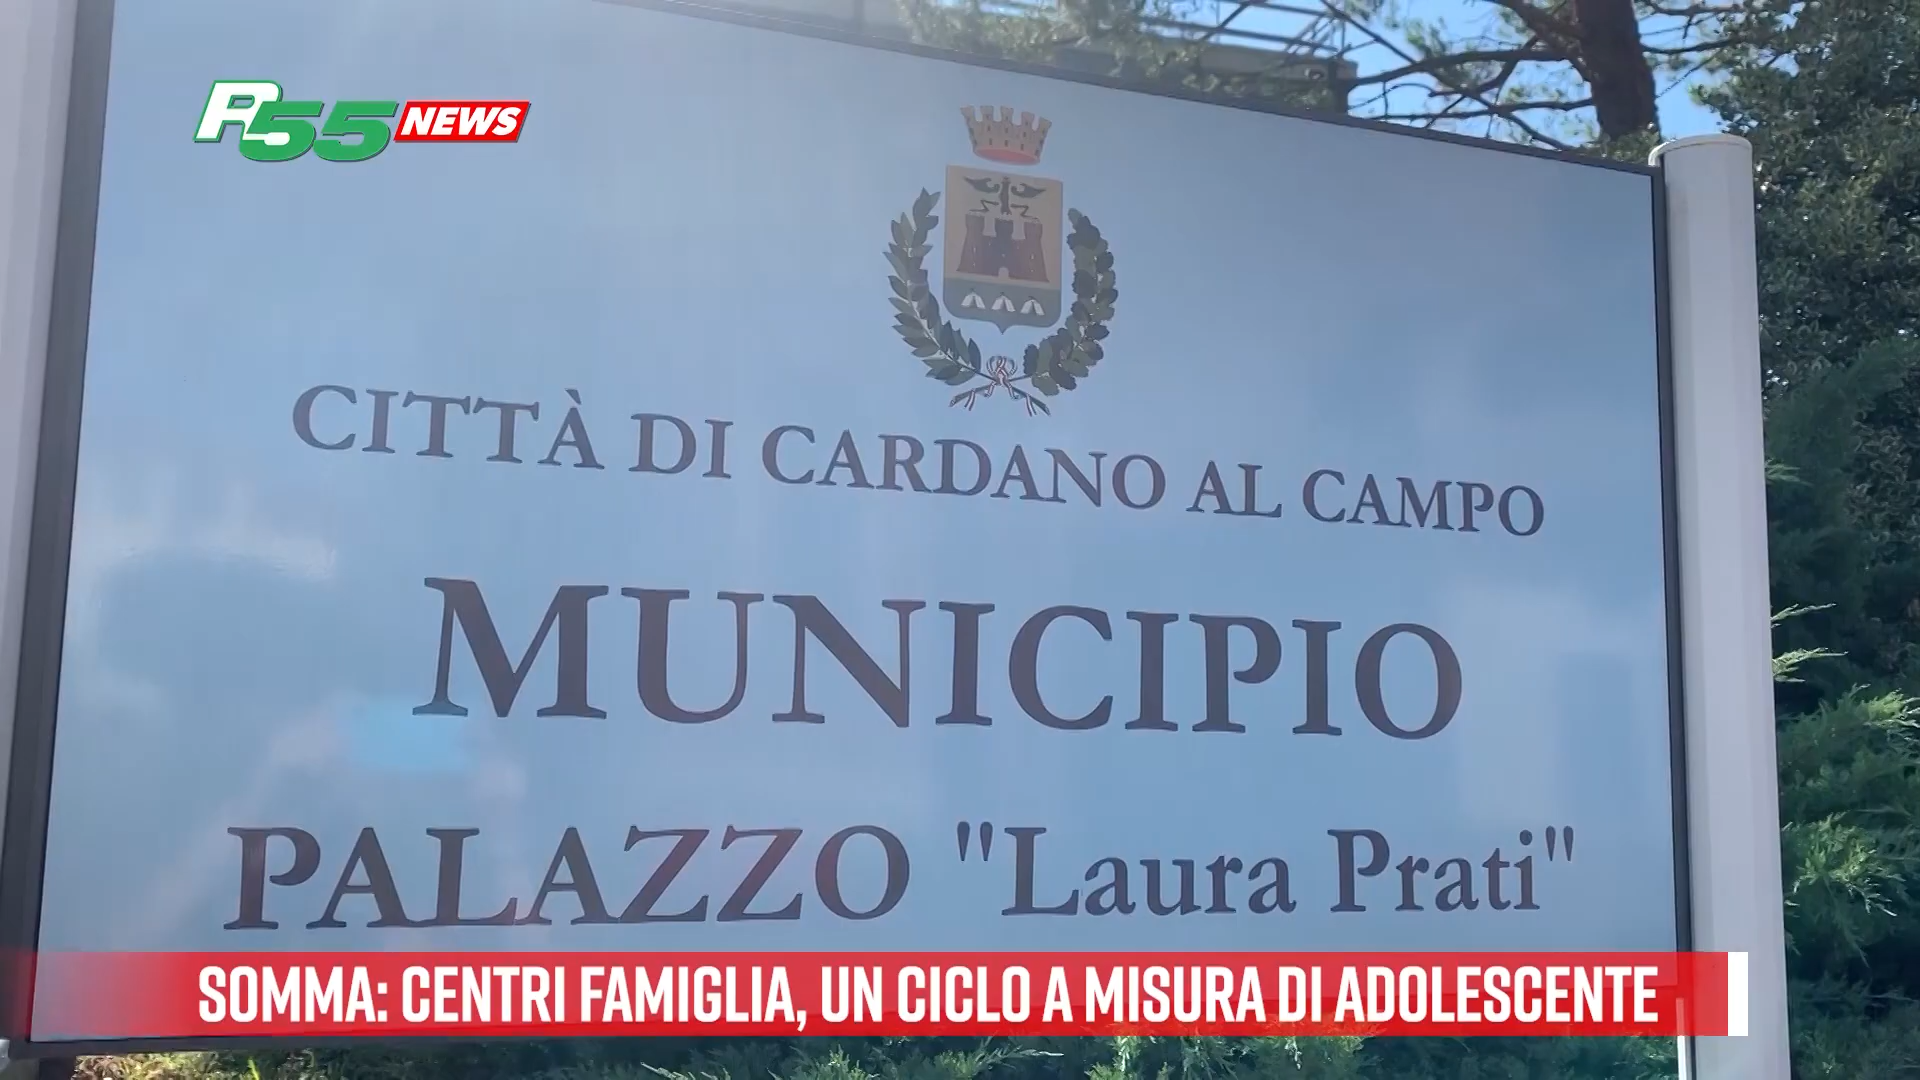 R55 NEWS
CITTÀ DI CARDANO AL CAMPO
MUNICIPIO
PALAZZO "Laura Prati"
SOMMA: CENTRI FAMIGLIA, UN CICLO A MISURA DI ADOLESCENTE